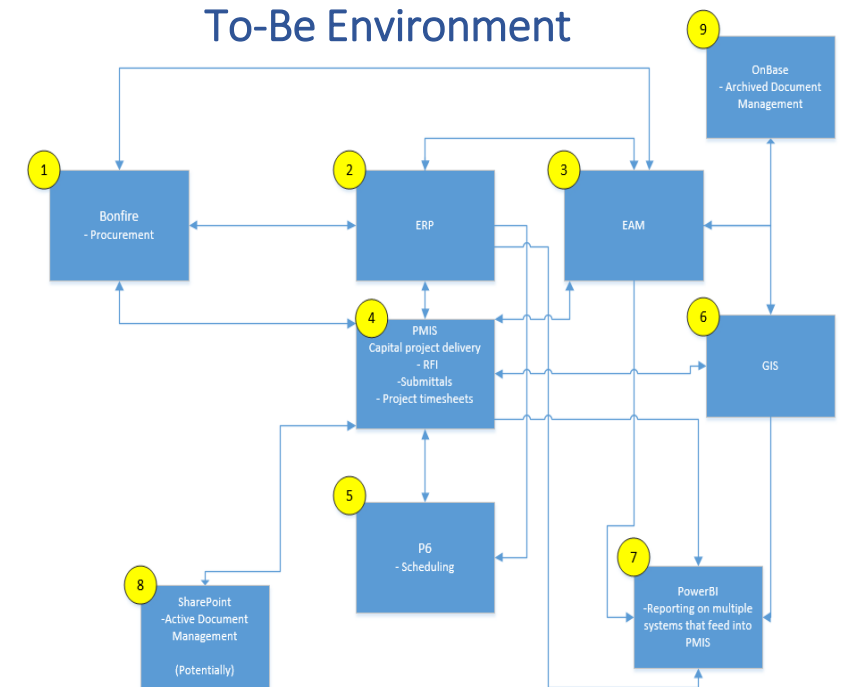 To-Be Environment
9
OnBase
- Archived Document
Management
1
Bonfire
- Procurement
2
ERP
3
EAM
4
PMIS
Capital project delivery
- RFI
-Submittals
- Project timesheets
6
GIS
5
P6
- Scheduling
7
PowerBI
-Reporting on multiple
systems that feed into
PMIS
8
SharePoint
-Active Document
Management
(Potentially)